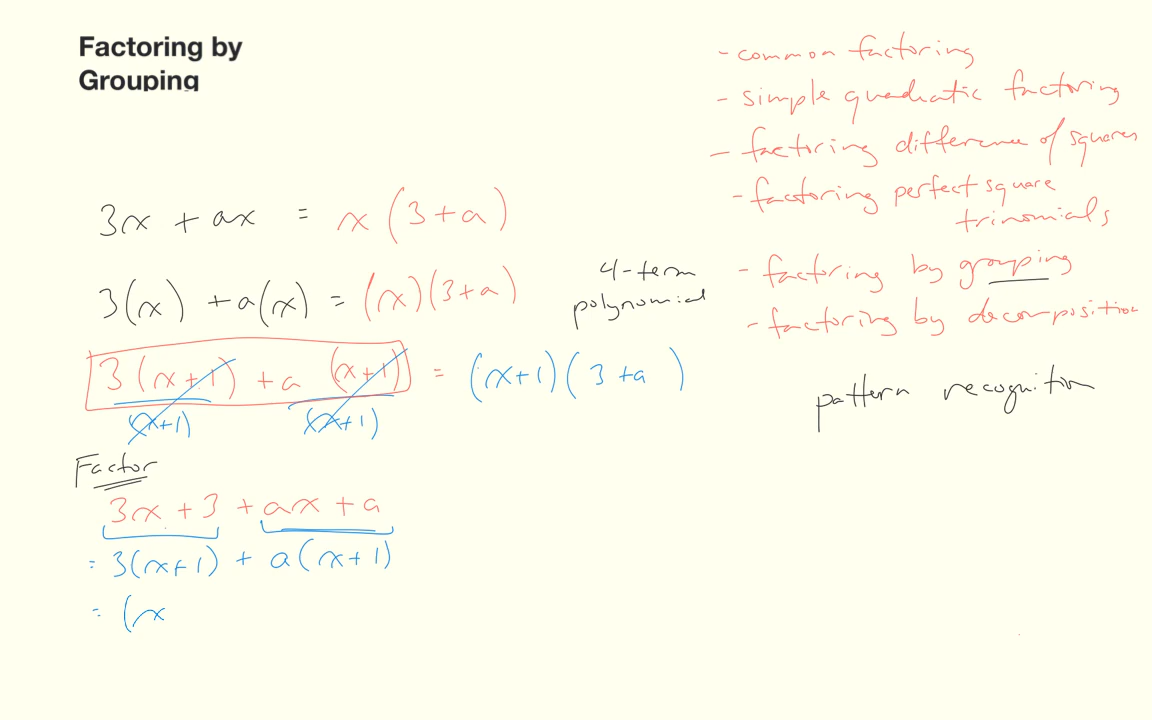 Factoring by
Grouping
- common factoring
- simple quadratic factoring
- factoring difference of squares
- factoring perfect square
trinomials
- factoring by grouping
- factoring by decomposition
3x + ax = x (3+a)
3(x) + a(x) = (x)(3+a)
4-term
polynomial
3 (x+1) + a (x+1) = (x+1)(3+a)
(x+1) (x+1)
pattern recognition
Factor
3x + 3 + ax + a
= 3(x+1) + a(x+1)
= (x